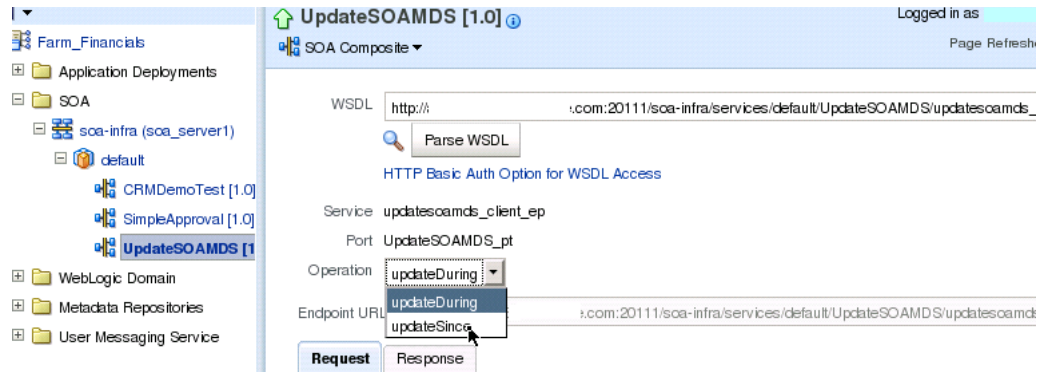 Farm_Financials
Application Deployments
SOA
soa-infra (soa_server1)
default
CRMDemoTest [1.0]
SimpleApproval [1.0]
UpdateSOAMDS [1
WebLogic Domain
Metadata Repositories
User Messaging Service
UpdateSOAMDS [1.0]
Logged in as
SOA Composite
Page Refreshe
WSDL http:// .com:20111/soa-infra/services/default/UpdateSOAMDS/updatesoamds_
Parse WSDL
HTTP Basic Auth Option for WSDL Access
Service updatesoamds_client_ep
Port UpdateSOAMDS_pt
Operation updateDuring
updateDuring
updateSince
Endpoint URL .com:20111/soa-infra/services/default/UpdateSOAMDS/updatesoamds
Request Response